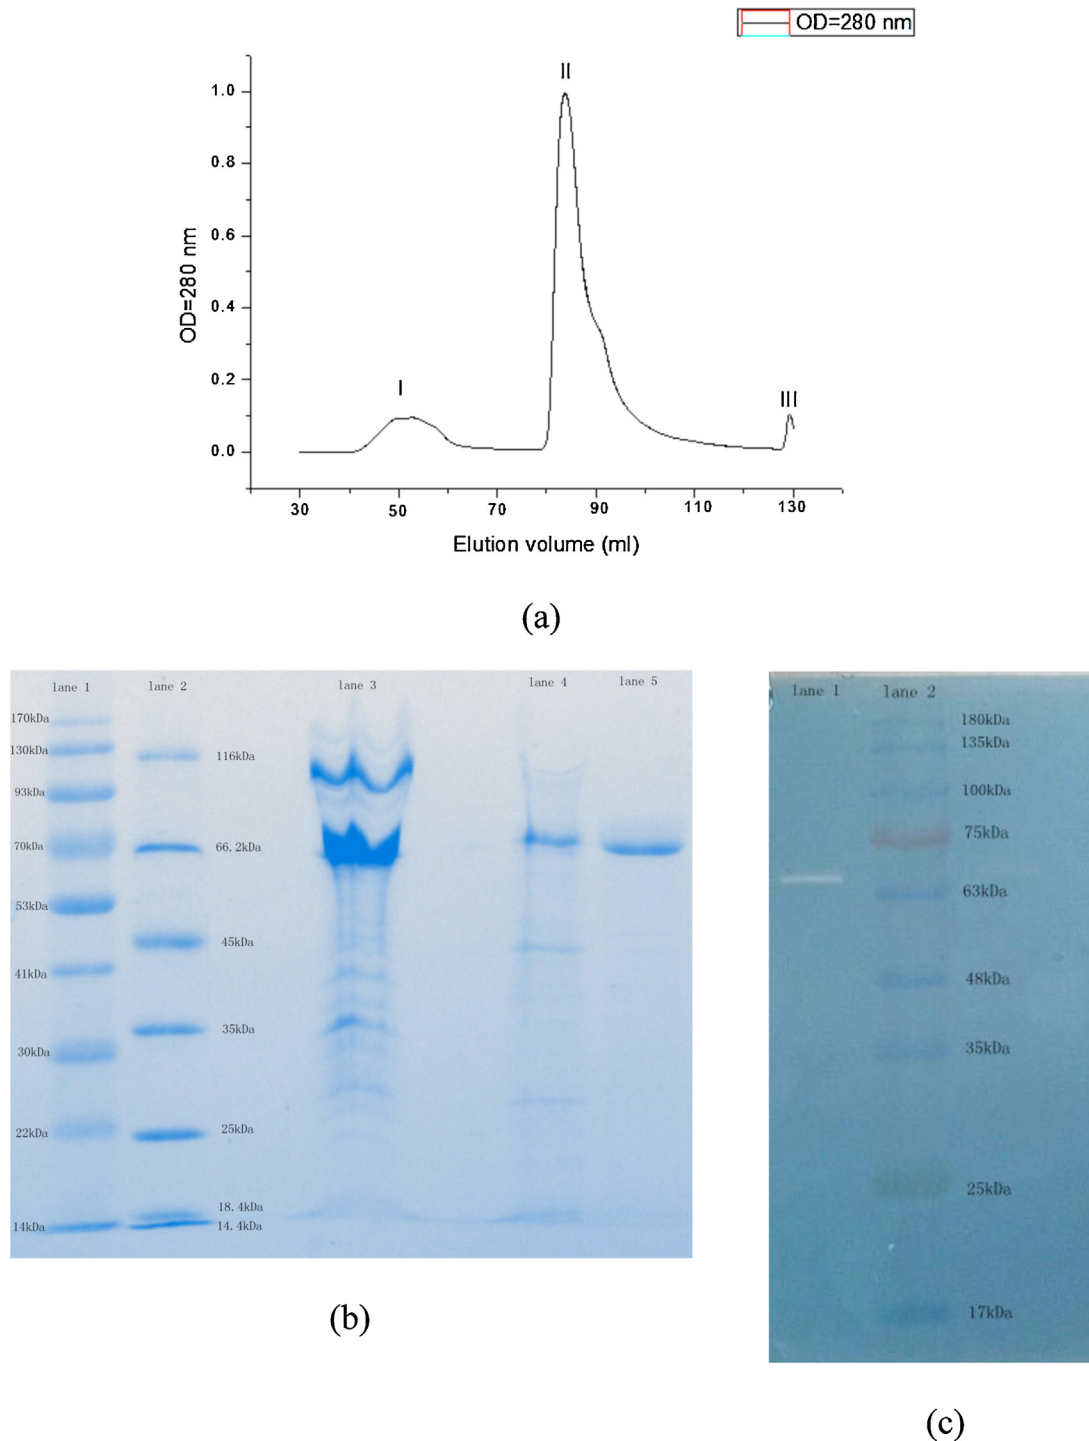 OD=280 nm
II
1.0
0.8
0.6
0.4
0.2
0.0
OD=280 nm
I
III
30 50 70 90 110 130
Elution volume (ml)
(a)
lane 1 lane 2 lane 3 lane 4 lane 5
170kDa
130kDa 116kDa
93kDa
70kDa 66.2kDa
53kDa
45kDa
41kDa
35kDa
30kDa
22kDa 25kDa
18.4kDa
14kDa 14.4kDa
(b)
lane 1 lane 2
180kDa
135kDa
100kDa
75kDa
63kDa
48kDa
35kDa
25kDa
17kDa
(c)